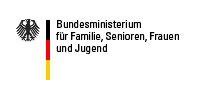 Bundesministerium
für Familie, Senioren, Frauen
und Jugend